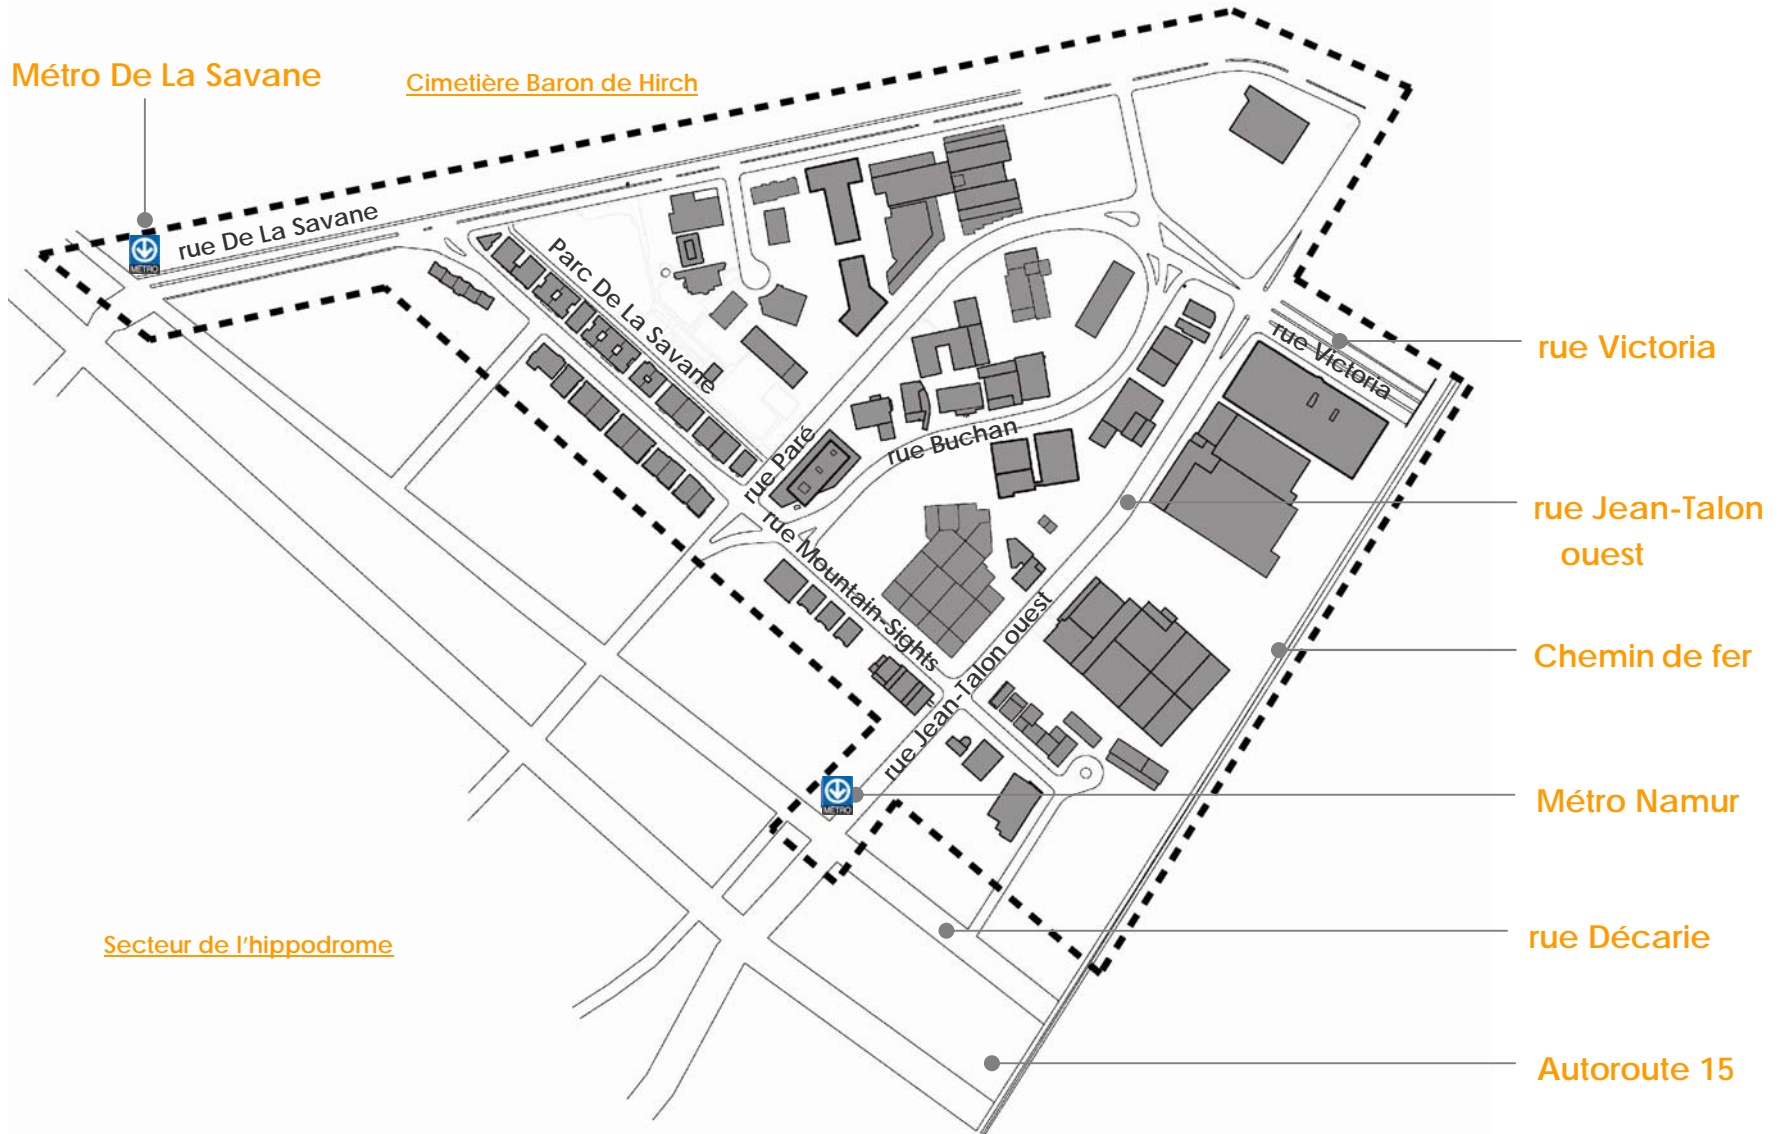 Métro De La Savane
Cimetière Baron de Hirch
rue De La Savane
MÉTRO
Parc De La Savane
rue Victoria
rue Victoria
rue Paré
rue Buchan
rue Jean-Talon
ouest
rue Mountain-Sights
rue Jean-Talon ouest
Chemin de fer
MÉTRO
Métro Namur
rue Décarie
Secteur de l'hippodrome
Autoroute 15